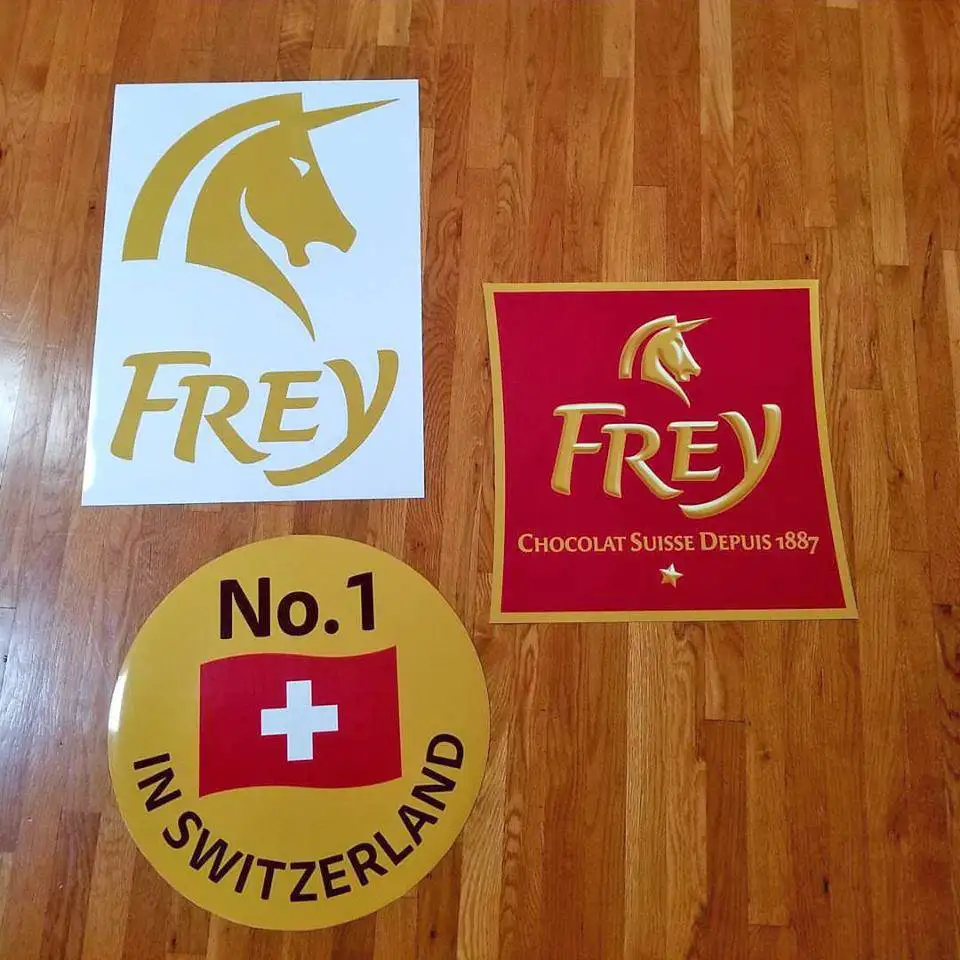 FREY
FREY
CHOCOLAT SUISSE DEPUIS 1887
No.1
IN SWITZERLAND